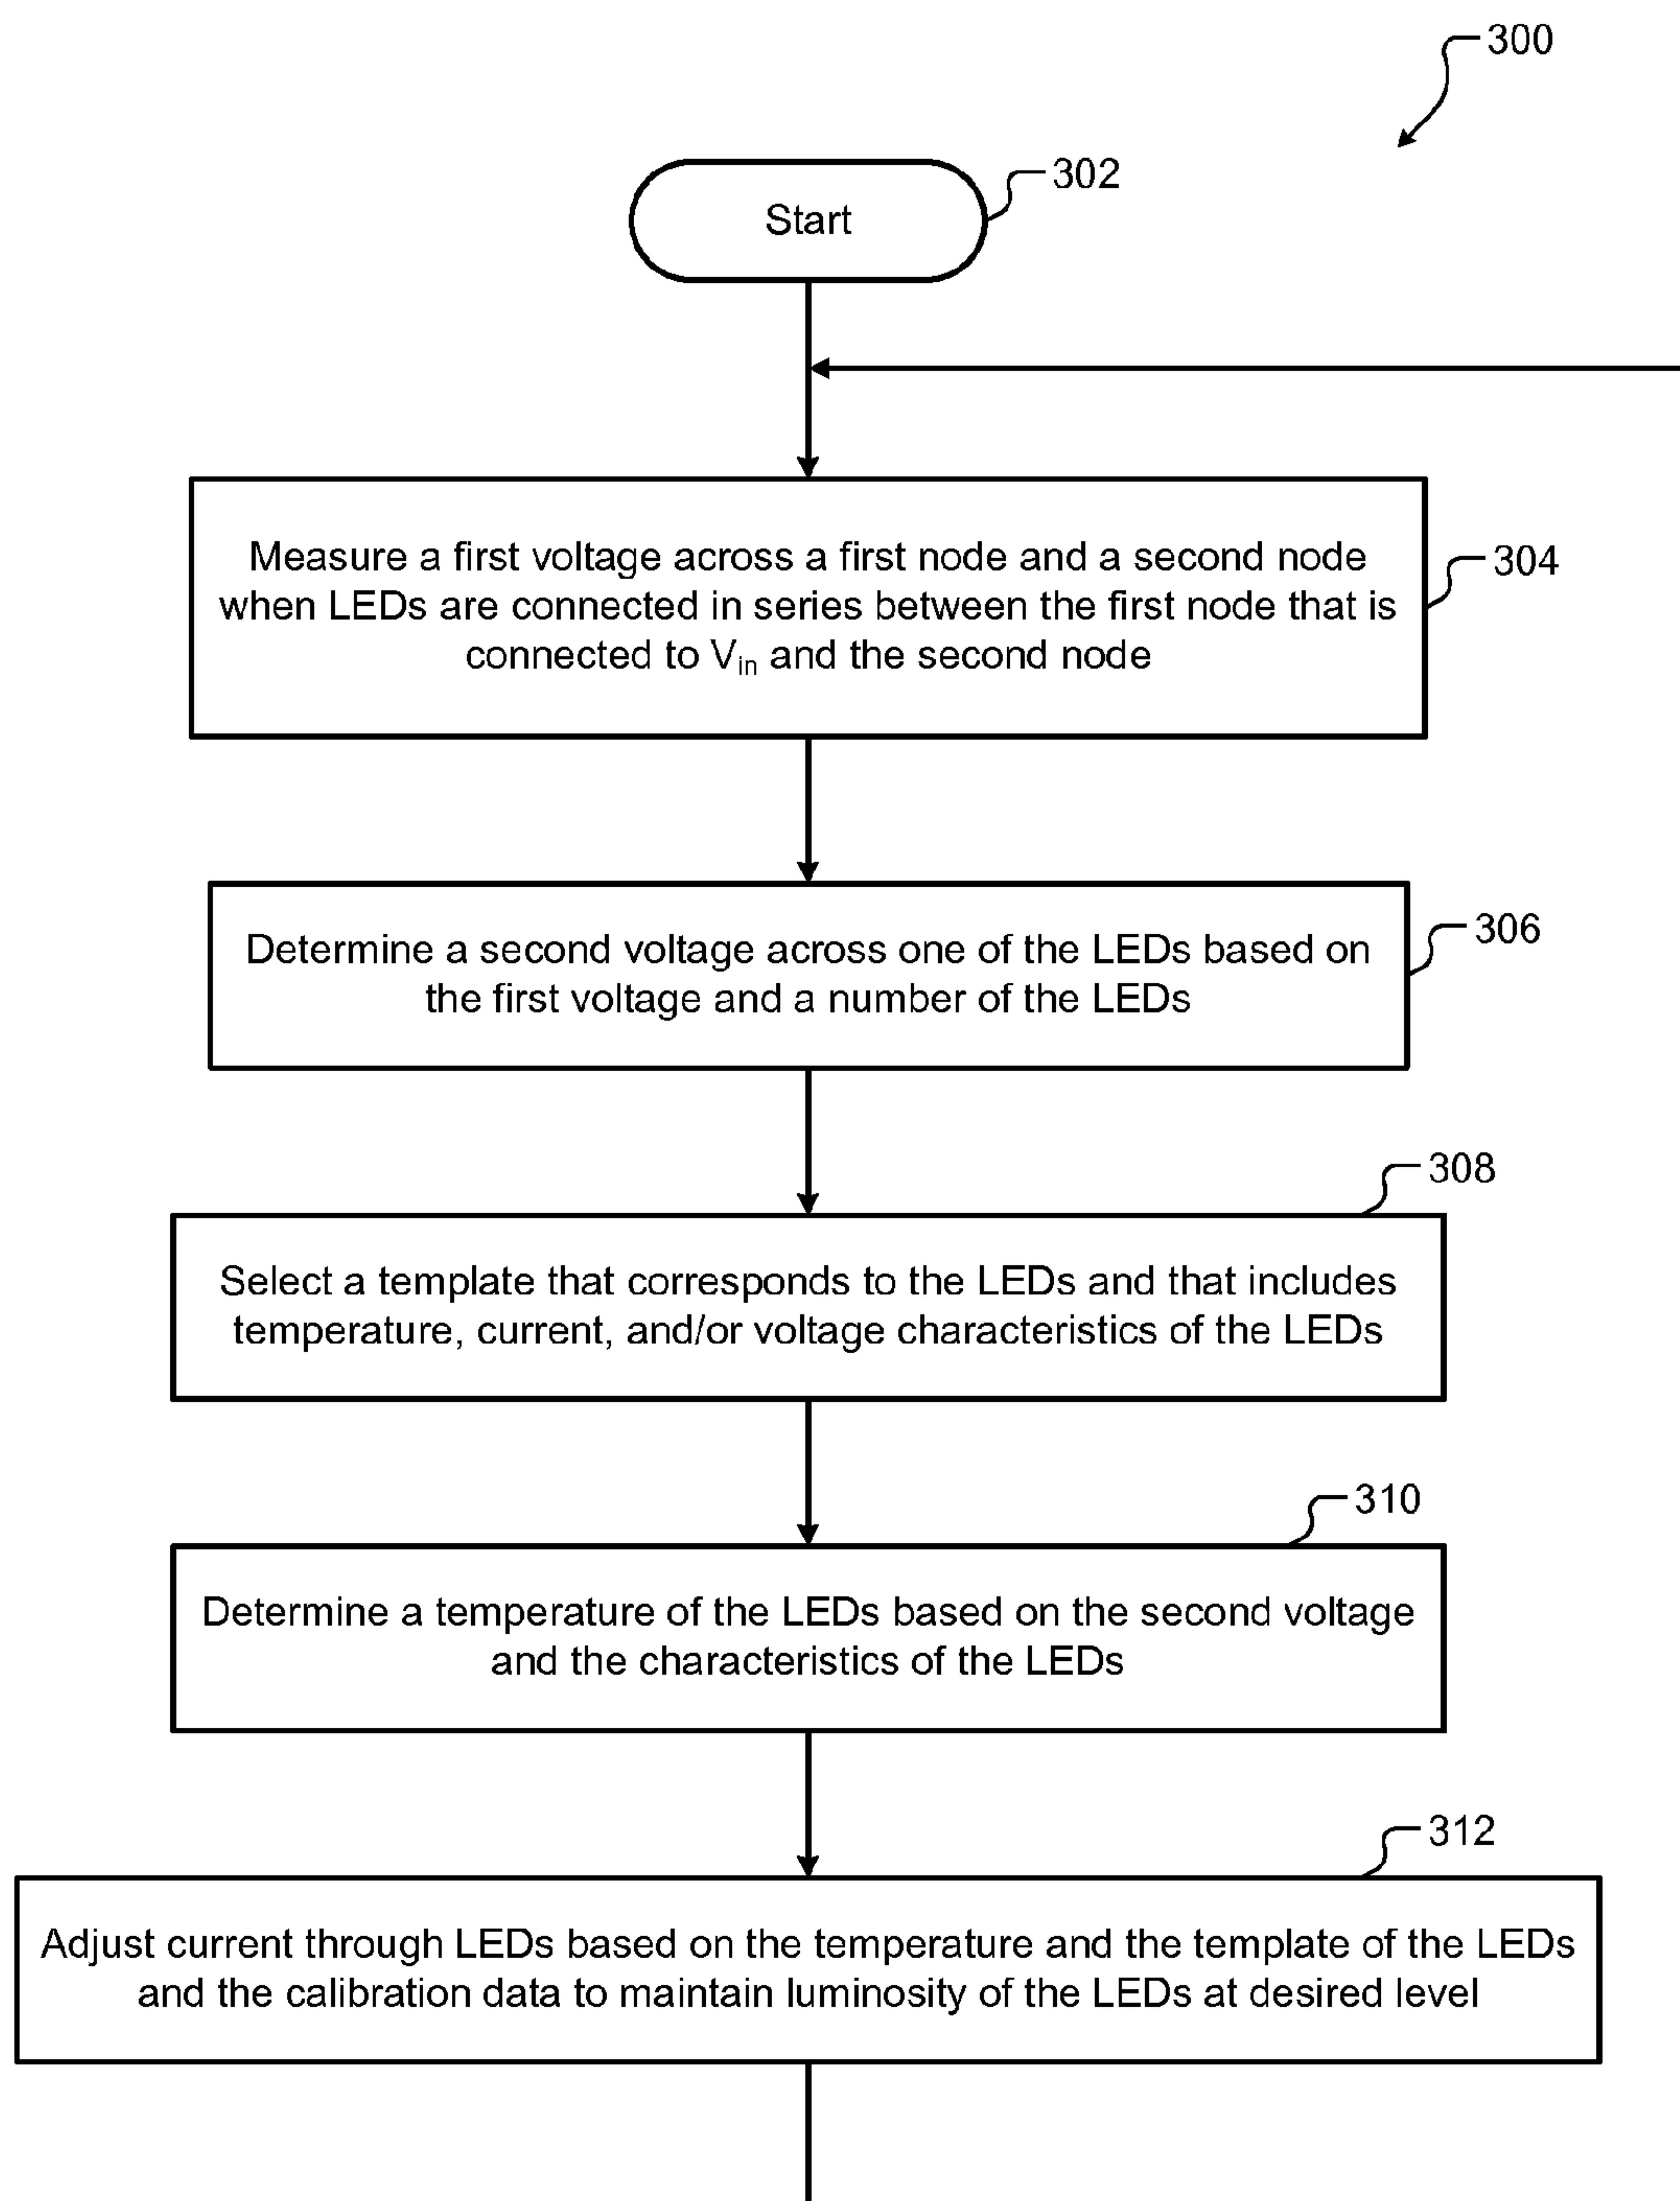 300
302
Start
304
Measure a first voltage across a first node and a second node
when LEDs are connected in series between the first node that is
connected to Vin and the second node
306
Determine a second voltage across one of the LEDs based on
the first voltage and a number of the LEDs
308
Select a template that corresponds to the LEDs and that includes
temperature, current, and/or voltage characteristics of the LEDs
310
Determine a temperature of the LEDs based on the second voltage
and the characteristics of the LEDs
312
Adjust current through LEDs based on the temperature and the template of the LEDs
and the calibration data to maintain luminosity of the LEDs at desired level